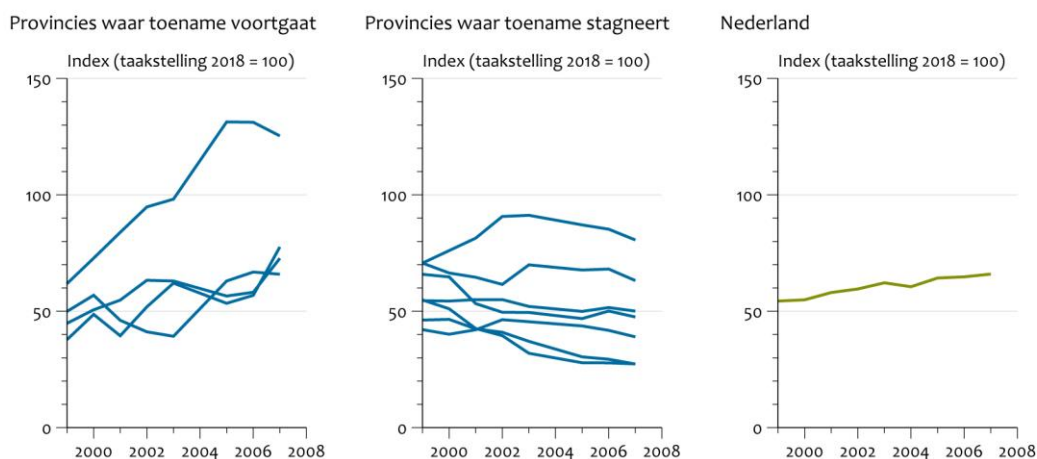 Provincies waar toename voortgaat
Index (taakstelling 2018 = 100)
150
100
50
0
2000 2002 2004 2006 2008
Provincies waar toename stagneert
Index (taakstelling 2018 = 100)
150
100
50
0
2000 2002 2004 2006 2008
Nederland
Index (taakstelling 2018 = 100)
150
100
50
0
2000 2002 2004 2006 2008